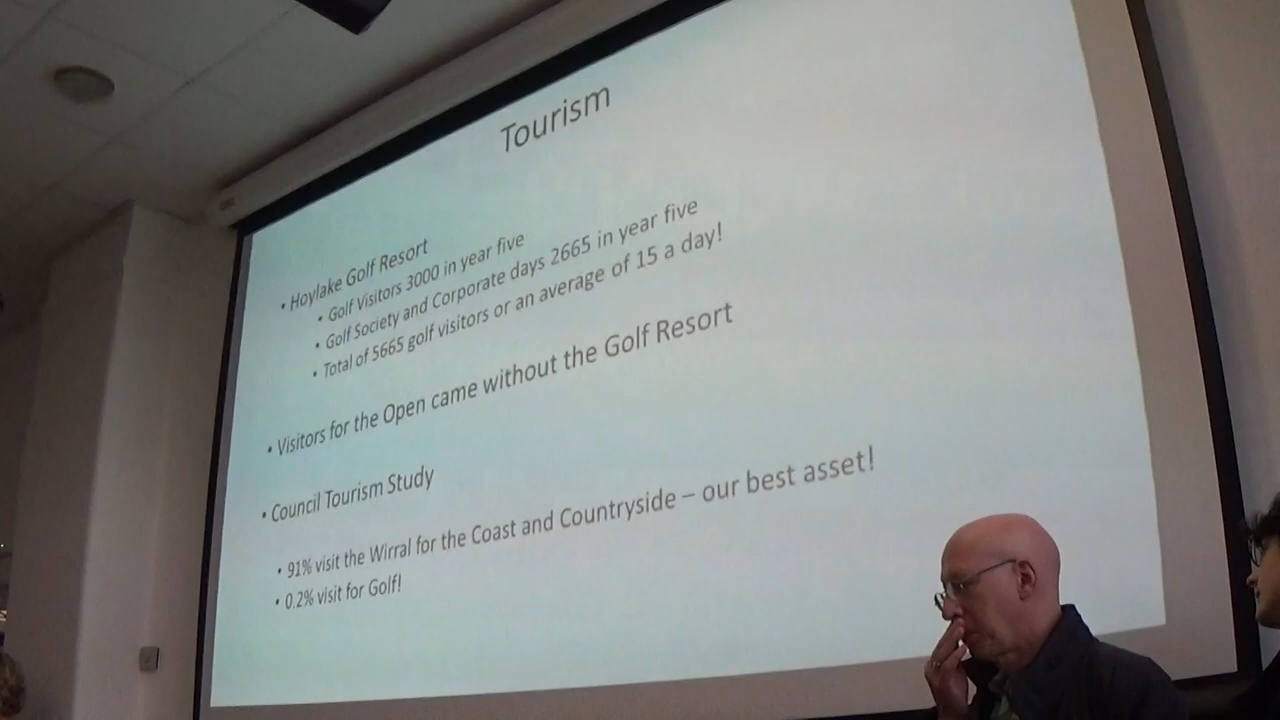 Tourism
• Hoylake Golf Resort
• Golf Visitors 3000 in year five
• Golf Society and Corporate days 2665 in year five
• Total of 5665 golf visitors or an average of 15 a day!
• Visitors for the Open came without the Golf Resort
• Council Tourism Study
• 91% visit the Wirral for the Coast and Countryside – our best asset!
• 0.2% visit for Golf!